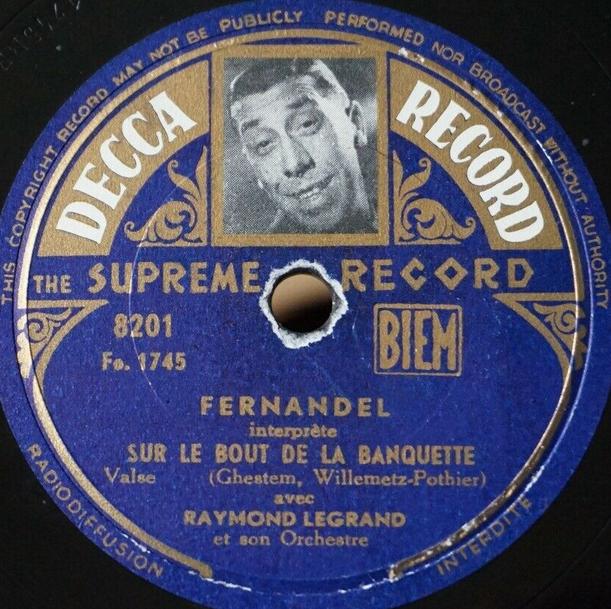 THIS COPYRIGHT RECORD MAY NOT BE PUBLICLY PERFORMED NOR BROADCAST WITHOUT AUTHORITY
DECCA RECORD
THE SUPREME RECORD
8201
Fo. 1745
BIEM
FERNANDEL
interprète
SUR LE BOUT DE LA BANQUETTE
Valse (Ghestem, Willemetz-Pothier)
avec
RAYMOND LEGRAND
et son Orchestre
RADIODIFFUSION INTERDITE